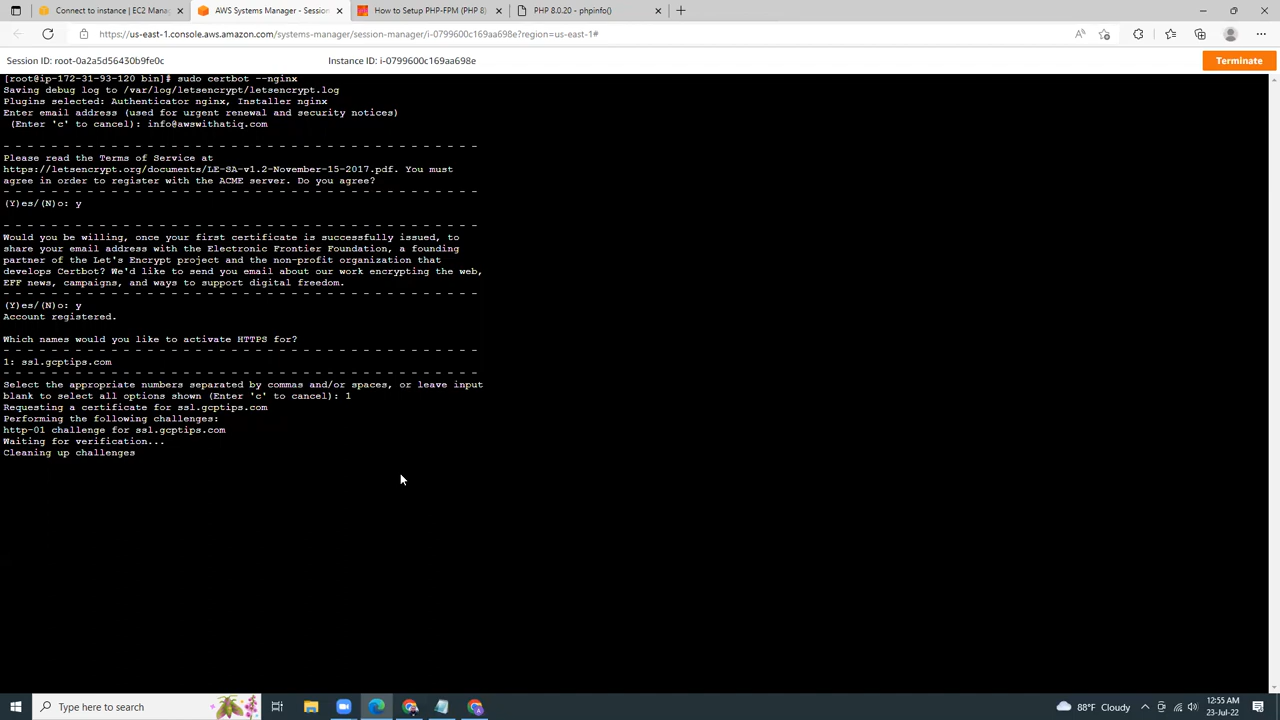 Connect to instance | EC2 Mana
AWS Systems Manager - Session
How to Setup PHP-FPM (PHP 8)
PHP 8.0.20 - phpinfo()
https://us-east-1.console.aws.amazon.com/systems-manager/session-manager/i-0799600c169aa698e?region=us-east-1#
Session ID: root-0a2a5d56430b9fe0c
Instance ID: i-0799600c169aa698e
Terminate
[root@ip-172-31-93-120 bin]# sudo certbot --nginx
Saving debug log to /var/log/letsencrypt/letsencrypt.log
Plugins selected: Authenticator nginx, Installer nginx
Enter email address (used for urgent renewal and security notices)
(Enter 'c' to cancel): info@awswithatiq.com
- - - - - - - - - - - - - - - - - - - - - - - - - - - - - - - - - - - - - - - -
Please read the Terms of Service at
https://letsencrypt.org/documents/LE-SA-v1.2-November-15-2017.pdf. You must
agree in order to register with the ACME server. Do you agree?
- - - - - - - - - - - - - - - - - - - - - - - - - - - - - - - - - - - - - - - -
(Y)es/(N)o: y
- - - - - - - - - - - - - - - - - - - - - - - - - - - - - - - - - - - - - - - -
Would you be willing, once your first certificate is successfully issued, to
share your email address with the Electronic Frontier Foundation, a founding
partner of the Let's Encrypt project and the non-profit organization that
develops Certbot? We'd like to send you email about our work encrypting the web,
EFF news, campaigns, and ways to support digital freedom.
- - - - - - - - - - - - - - - - - - - - - - - - - - - - - - - - - - - - - - - -
(Y)es/(N)o: y
Account registered.
Which names would you like to activate HTTPS for?
- - - - - - - - - - - - - - - - - - - - - - - - - - - - - - - - - - - - - - - -
1: ssl.gcptips.com
- - - - - - - - - - - - - - - - - - - - - - - - - - - - - - - - - - - - - - - -
Select the appropriate numbers separated by commas and/or spaces, or leave input
blank to select all options shown (Enter 'c' to cancel): 1
Requesting a certificate for ssl.gcptips.com
Performing the following challenges:
http-01 challenge for ssl.gcptips.com
Waiting for verification...
Cleaning up challenges
Type here to search
88°F Cloudy
12:55 AM
23-Jul-22